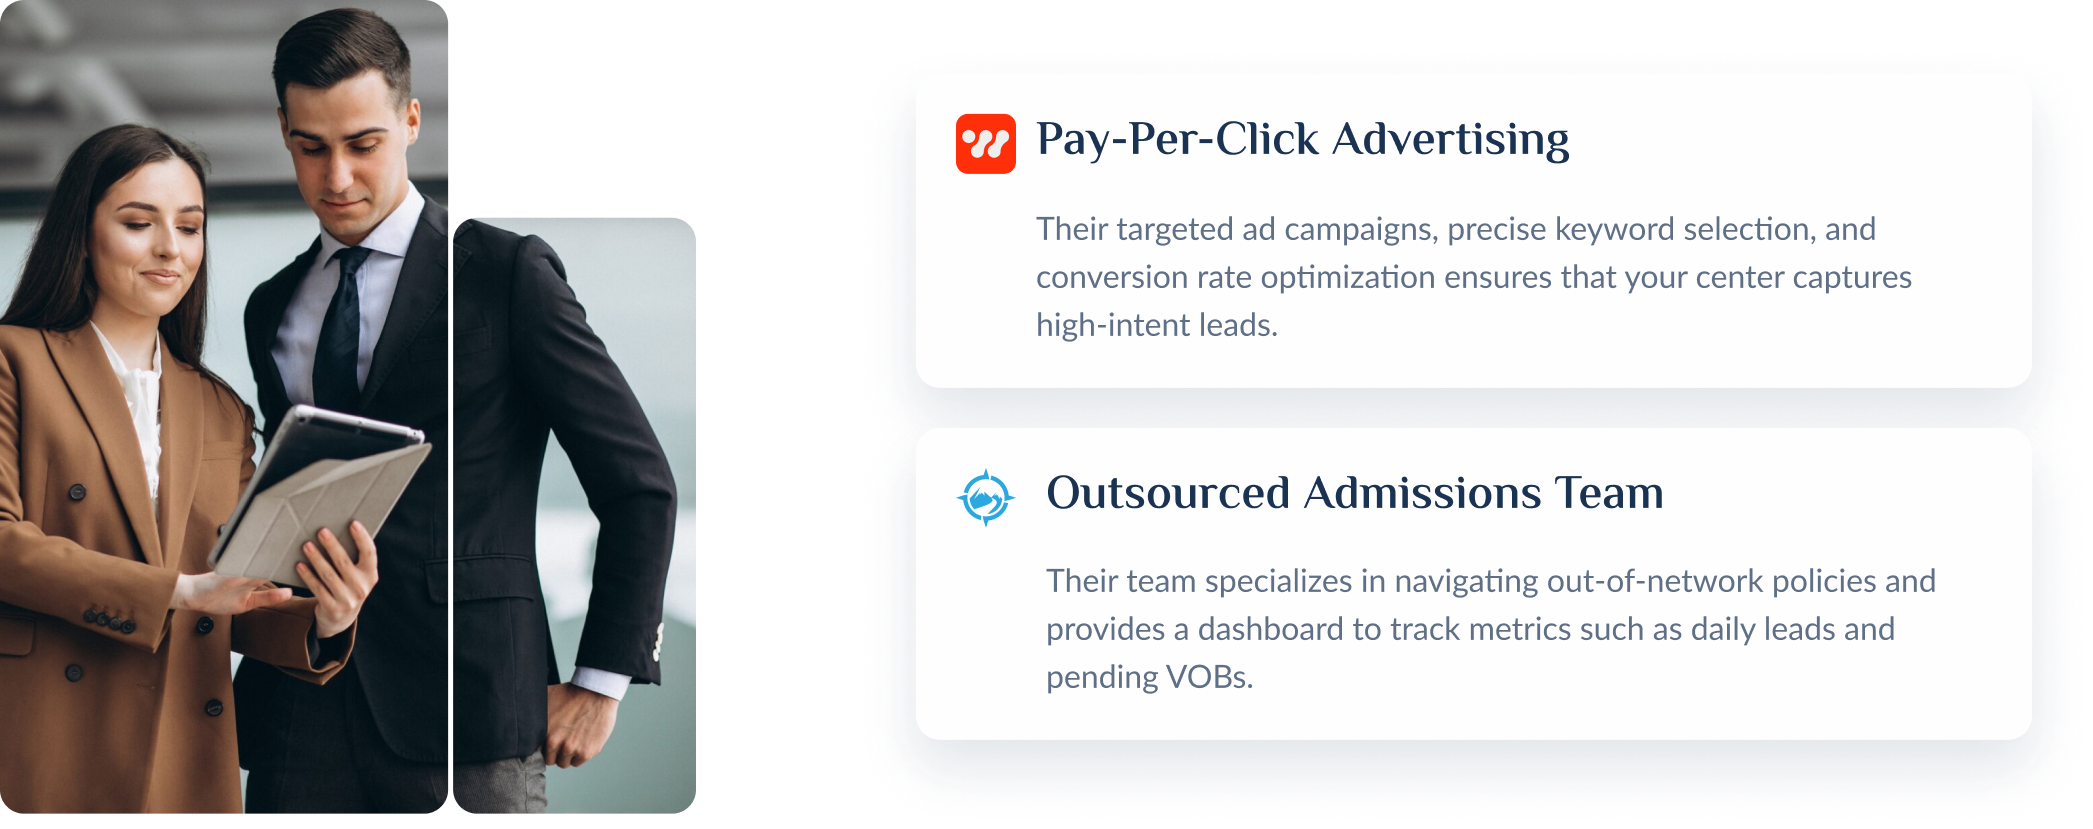 Pay-Per-Click Advertising
Their targeted ad campaigns, precise keyword selection, and
conversion rate optimization ensures that your center captures
high-intent leads.
Outsourced Admissions Team
Their team specializes in navigating out-of-network policies and
provides a dashboard to track metrics such as daily leads and
pending VOBs.